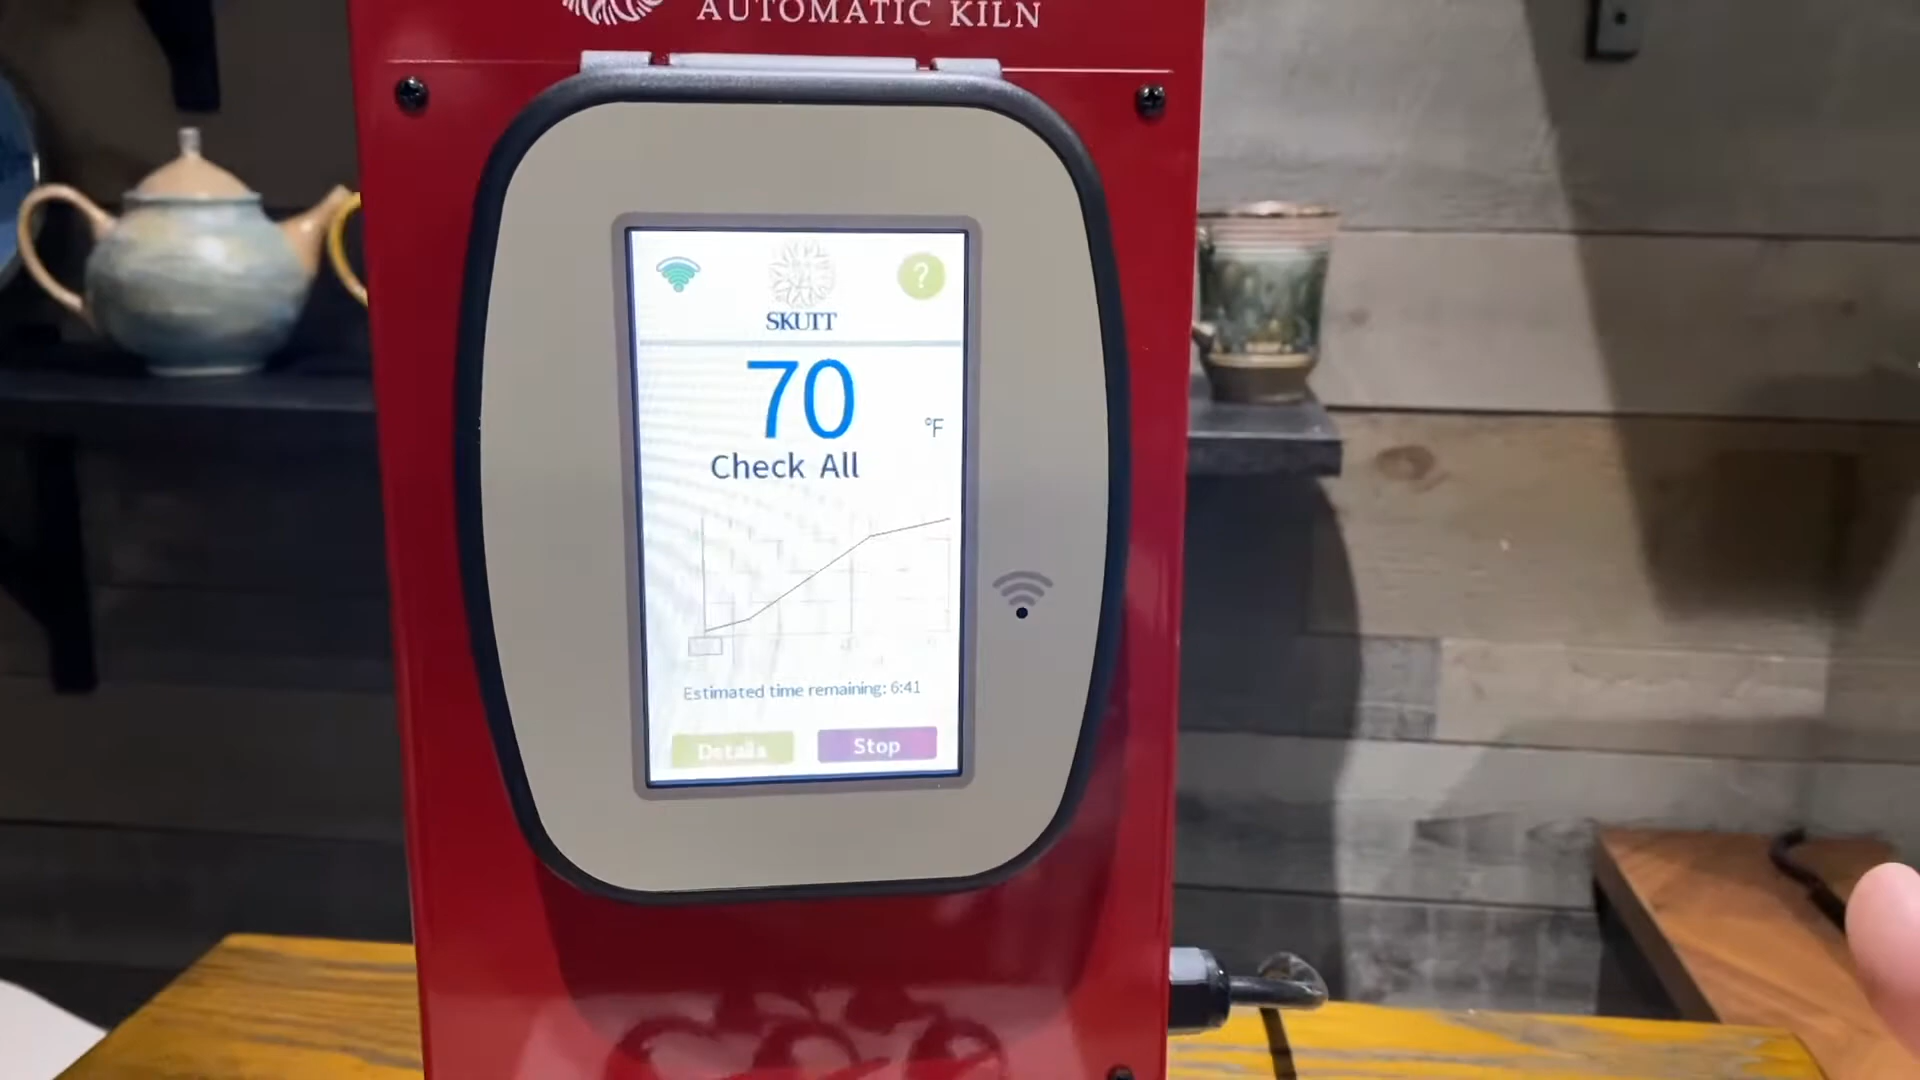 AUTOMATIC KILN
?
SKUTT
70
°F
Check All
Estimated time remaining: 6:41
Details
Stop